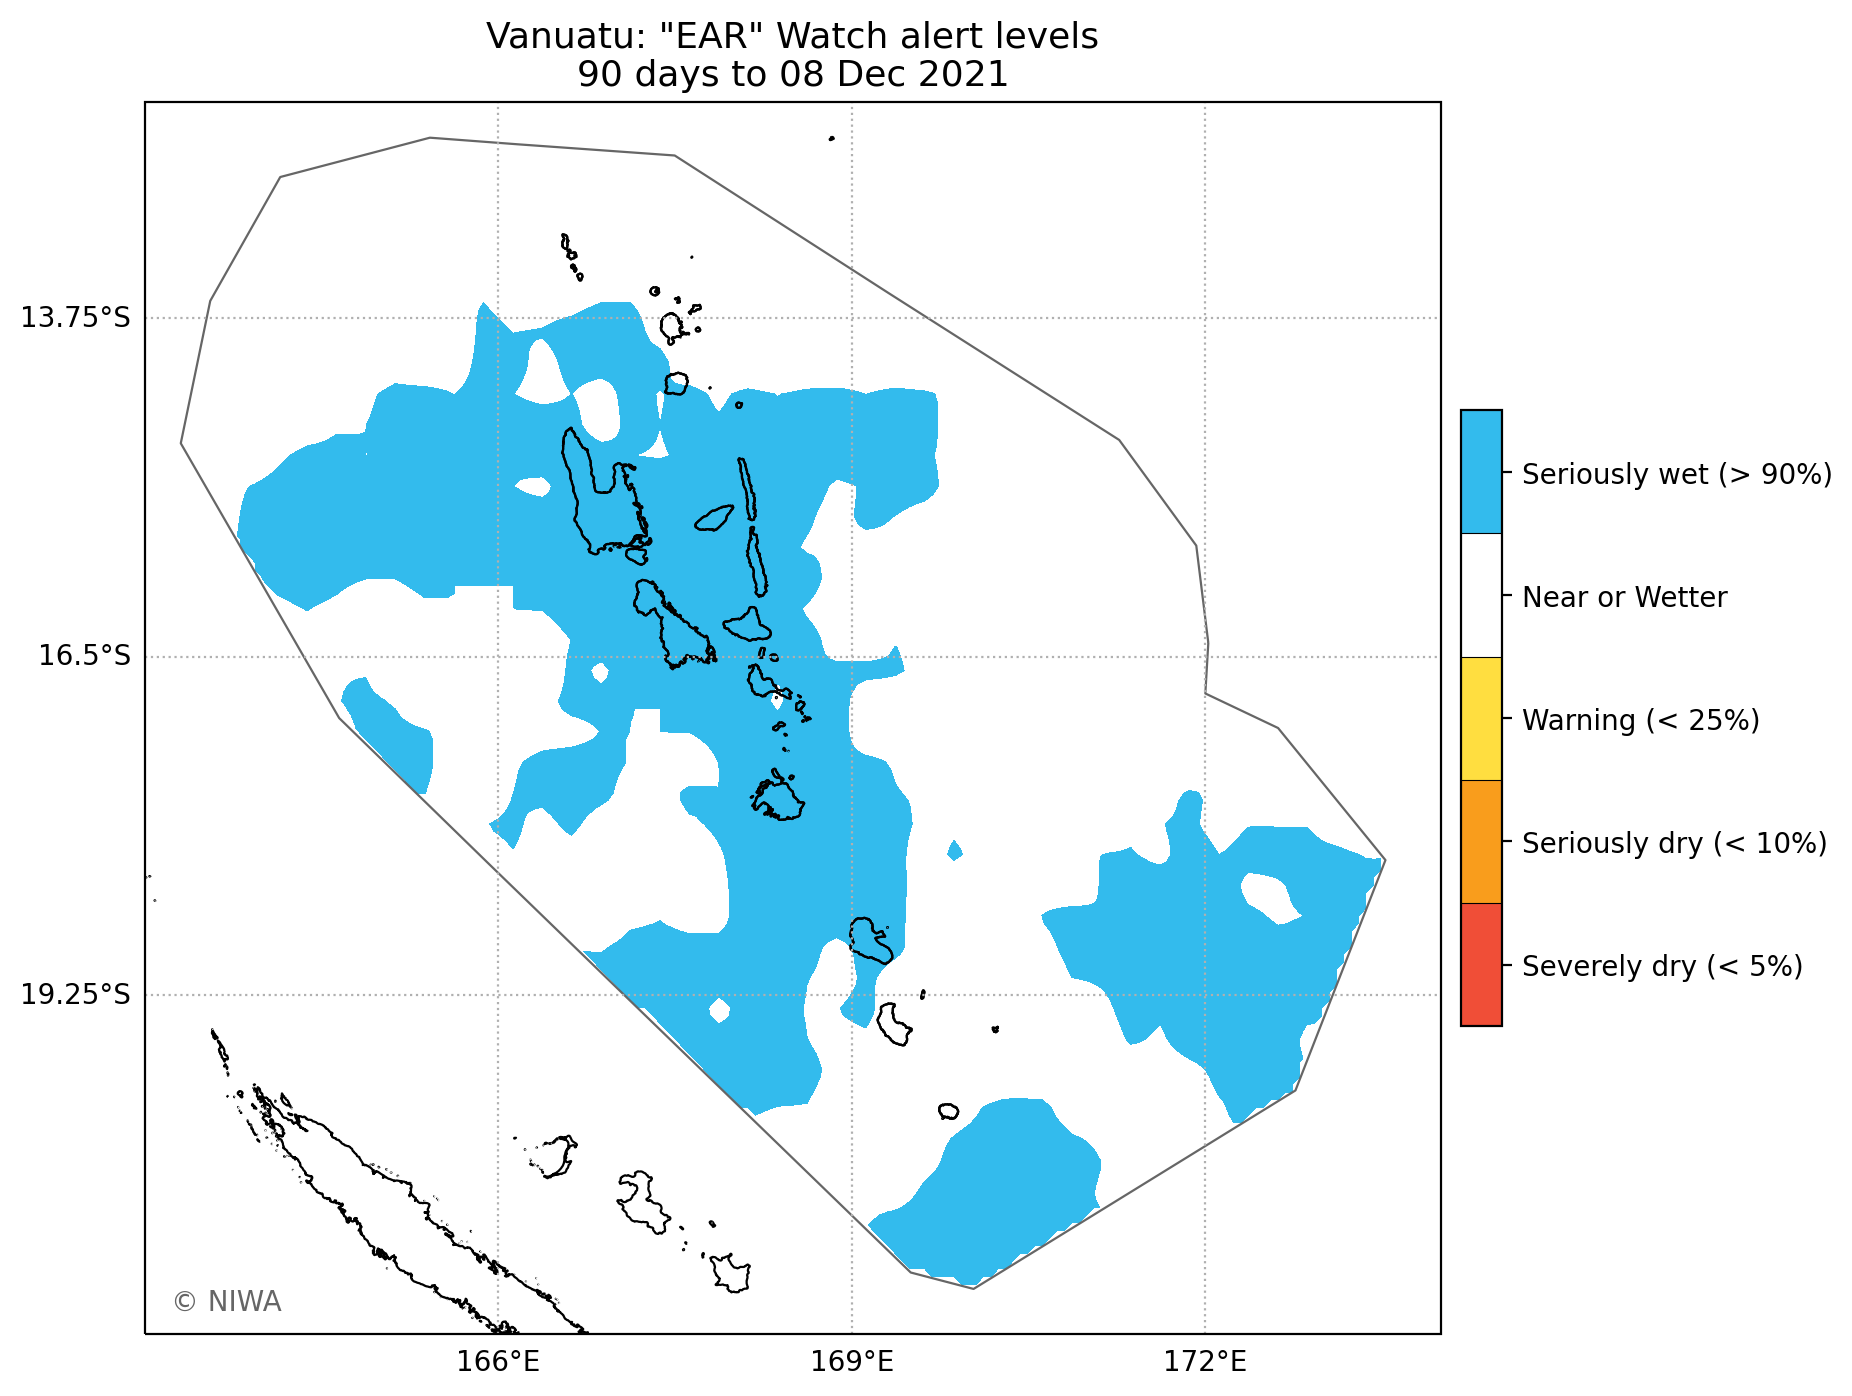 Vanuatu: "EAR" Watch alert levels
90 days to 08 Dec 2021
13.75°S
16.5°S
19.25°S
166°E
169°E
172°E
Seriously wet (> 90%)
Near or Wetter
Warning (< 25%)
Seriously dry (< 10%)
Severely dry (< 5%)
© NIWA